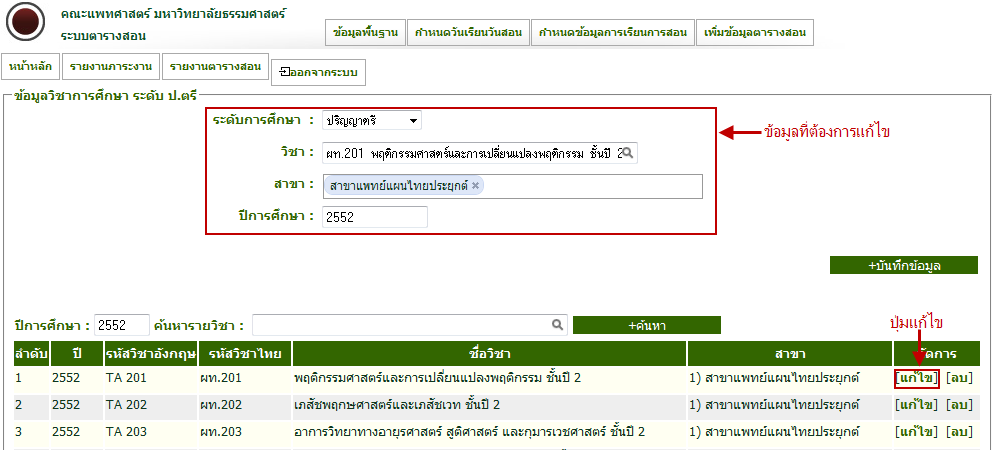 คณะแพทศาสตร์ มหาวิทยาลัยธรรมศาสตร์
ระบบตารางสอน
ข้อมูลพื้นฐาน กำหนดวันเรียนวันสอน กำหนดข้อมูลการเรียนการสอน เพิ่มข้อมูลตารางสอน
หน้าหลัก รายงานภาระงาน รายงานตารางสอน ออกจากระบบ
ข้อมูลวิชาการศึกษา ระดับ ป.ตรี
ระดับการศึกษา : ปริญญาตรี
ข้อมูลที่ต้องการแก้ไข
วิชา : ผท.201 พฤติกรรมศาสตร์และการเปลี่ยนแปลงพฤติกรรม ชั้นปี 2
สาขา : สาขาแพทย์แผนไทยประยุกต์ ×
ปีการศึกษา : 2552
+บันทึกข้อมูล
ปุ่มแก้ไข
ปีการศึกษา : 2552 ค้นหารายวิชา : +ค้นหา
ลำดับ ปี รหัสวิชาอังกฤษ รหัสวิชาไทย ชื่อวิชา สาขา จัดการ
1 2552 TA 201 ผท.201 พฤติกรรมศาสตร์และการเปลี่ยนแปลงพฤติกรรม ชั้นปี 2 1) สาขาแพทย์แผนไทยประยุกต์ [แก้ไข] [ลบ]
2 2552 TA 202 ผท.202 เภสัชพฤกษศาสตร์และเภสัชเวท ชั้นปี 2 1) สาขาแพทย์แผนไทยประยุกต์ [แก้ไข] [ลบ]
3 2552 TA 203 ผท.203 อาการวิทยาทางอายุรศาสตร์ สูติศาสตร์ และกุมารเวชศาสตร์ ชั้นปี 2 1) สาขาแพทย์แผนไทยประยุกต์ [แก้ไข] [ลบ]